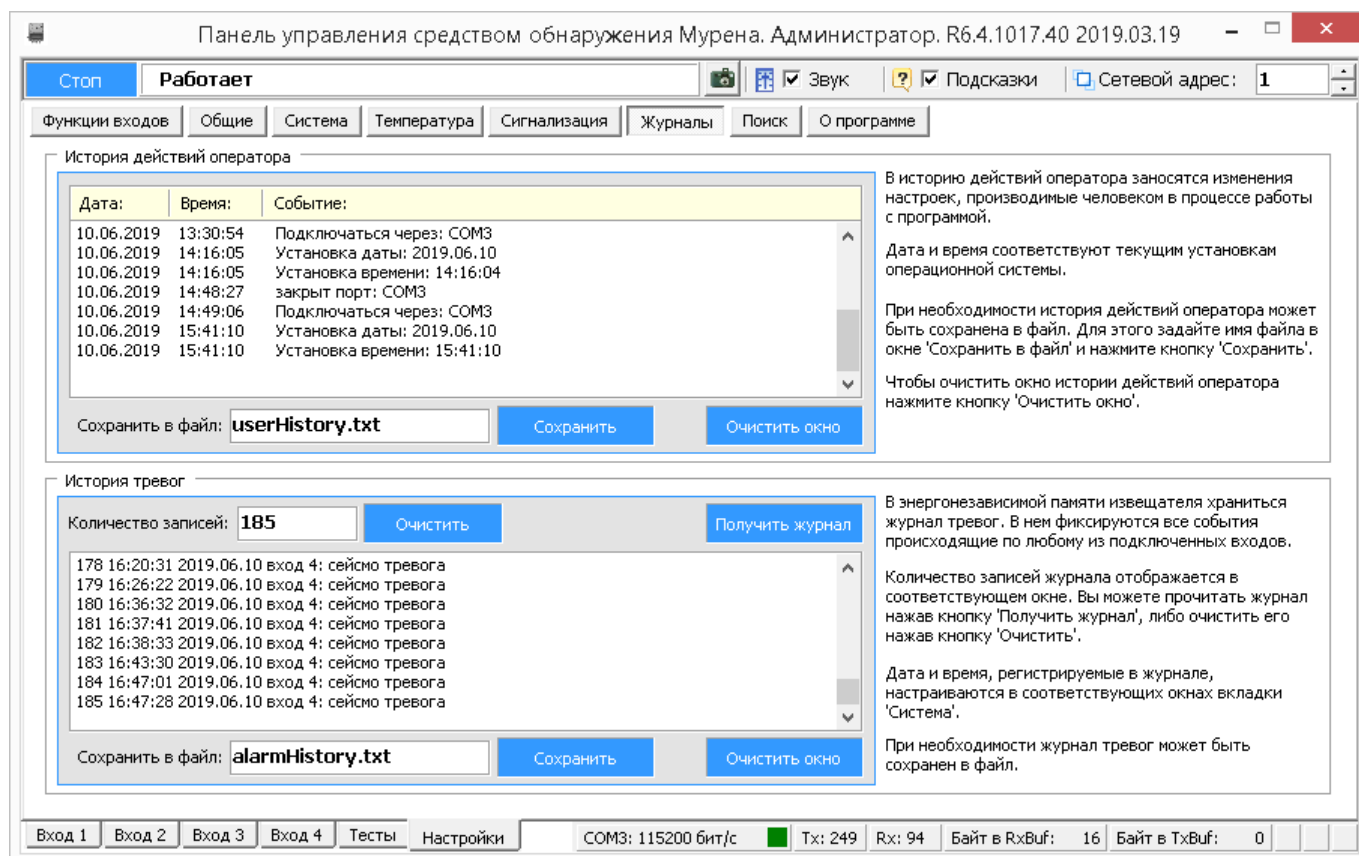 Панель управления средством обнаружения Мурена. Администратор. R6.4.1017.40 2019.03.19
Стоп Работает Звук Подсказки Сетевой адрес: 1
Функции входов Общие Система Температура Сигнализация Журналы Поиск О программе
История действий оператора
Дата: Время: Событие:
10.06.2019 13:30:54 Подключаться через: COM3
10.06.2019 14:16:05 Установка даты: 2019.06.10
10.06.2019 14:16:05 Установка времени: 14:16:04
10.06.2019 14:48:27 закрыт порт: COM3
10.06.2019 14:49:06 Подключаться через: COM3
10.06.2019 15:41:10 Установка даты: 2019.06.10
10.06.2019 15:41:10 Установка времени: 15:41:10
Сохранить в файл: userHistory.txt Сохранить Очистить окно
В историю действий оператора заносятся изменения
настроек, производимые человеком в процессе работы
с программой.
Дата и время соответствуют текущим установкам
операционной системы.
При необходимости история действий оператора может
быть сохранена в файл. Для этого задайте имя файла в
окне 'Сохранить в файл' и нажмите кнопку 'Сохранить'.
Чтобы очистить окно истории действий оператора
нажмите кнопку 'Очистить окно'.
История тревог
Количество записей: 185 Очистить Получить журнал
178 16:20:31 2019.06.10 вход 4: сейсмо тревога
179 16:26:22 2019.06.10 вход 4: сейсмо тревога
180 16:36:32 2019.06.10 вход 4: сейсмо тревога
181 16:37:41 2019.06.10 вход 4: сейсмо тревога
182 16:38:33 2019.06.10 вход 4: сейсмо тревога
183 16:43:30 2019.06.10 вход 4: сейсмо тревога
184 16:47:01 2019.06.10 вход 4: сейсмо тревога
185 16:47:28 2019.06.10 вход 4: сейсмо тревога
Сохранить в файл: alarmHistory.txt Сохранить Очистить окно
В энергонезависимой памяти извещателя храниться
журнал тревог. В нем фиксируются все события
происходящие по любому из подключенных входов.
Количество записей журнала отображается в
соответствующем окне. Вы можете прочитать журнал
нажав кнопку 'Получить журнал', либо очистить его
нажав кнопку 'Очистить'.
Дата и время, регистрируемые в журнале,
настраиваются в соответствующих окнах вкладки
'Система'.
При необходимости журнал тревог может быть
сохранен в файл.
Вход 1 Вход 2 Вход 3 Вход 4 Тесты Настройки COM3: 115200 бит/с Tx: 249 Rx: 94 Байт в RxBuf: 16 Байт в TxBuf: 0